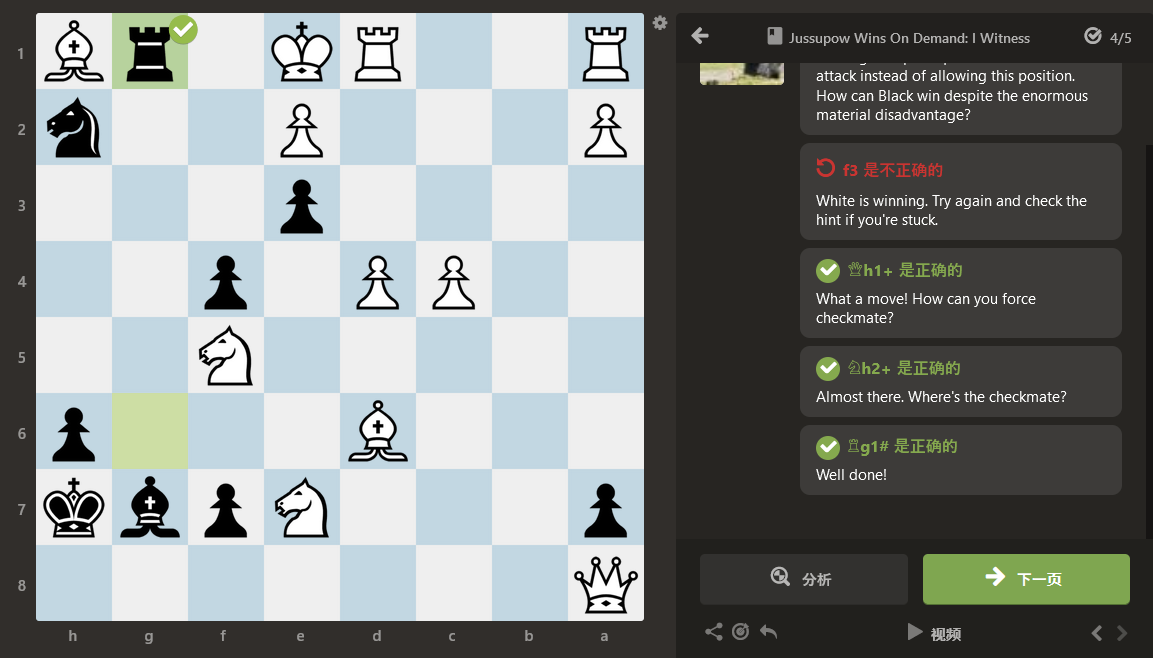 Jussupow Wins On Demand: I Witness
4/5
attack instead of allowing this position.
How can Black win despite the enormous
material disadvantage?
f3 是不正确的
White is winning. Try again and check the
hint if you're stuck.
♕h1+ 是正确的
What a move! How can you force
checkmate?
♘h2+ 是正确的
Almost there. Where's the checkmate?
♖g1# 是正确的
Well done!
分析
下一页
视频
1
2
3
4
5
6
7
8
h g f e d c b a